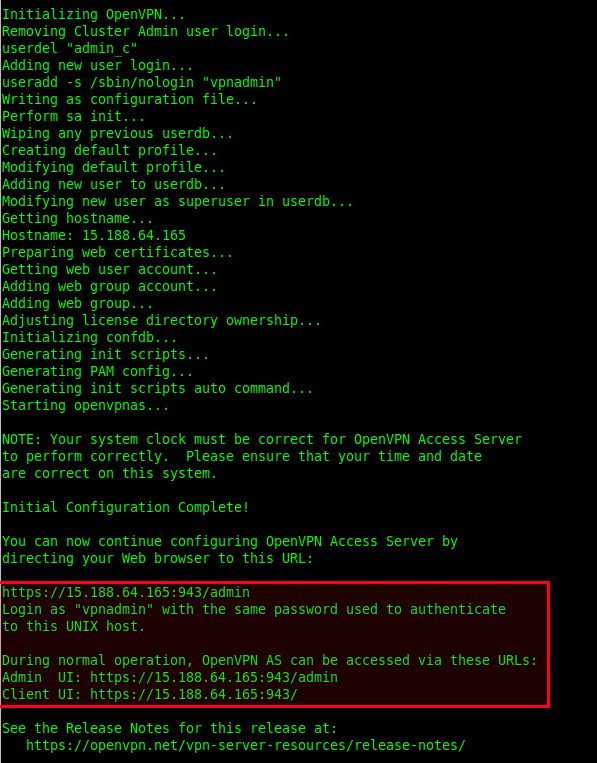 Initializing OpenVPN...
Removing Cluster Admin user login...
userdel "admin_c"
Adding new user login...
useradd -s /sbin/nologin "vpnadmin"
Writing as configuration file...
Perform sa init...
Wiping any previous userdb...
Creating default profile...
Modifying default profile...
Adding new user to userdb...
Modifying new user as superuser in userdb...
Getting hostname...
Hostname: 15.188.64.165
Preparing web certificates...
Getting web user account...
Adding web group account...
Adding web group...
Adjusting license directory ownership...
Initializing confdb...
Generating init scripts...
Generating PAM config...
Generating init scripts auto command...
Starting openvpnas...

NOTE: Your system clock must be correct for OpenVPN Access Server
to perform correctly.  Please ensure that your time and date
are correct on this system.

Initial Configuration Complete!

You can now continue configuring OpenVPN Access Server by
directing your Web browser to this URL:

https://15.188.64.165:943/admin
Login as "vpnadmin" with the same password used to authenticate
to this UNIX host.

During normal operation, OpenVPN AS can be accessed via these URLs:
Admin  UI: https://15.188.64.165:943/admin
Client UI: https://15.188.64.165:943/

See the Release Notes for this release at:
   https://openvpn.net/vpn-server-resources/release-notes/